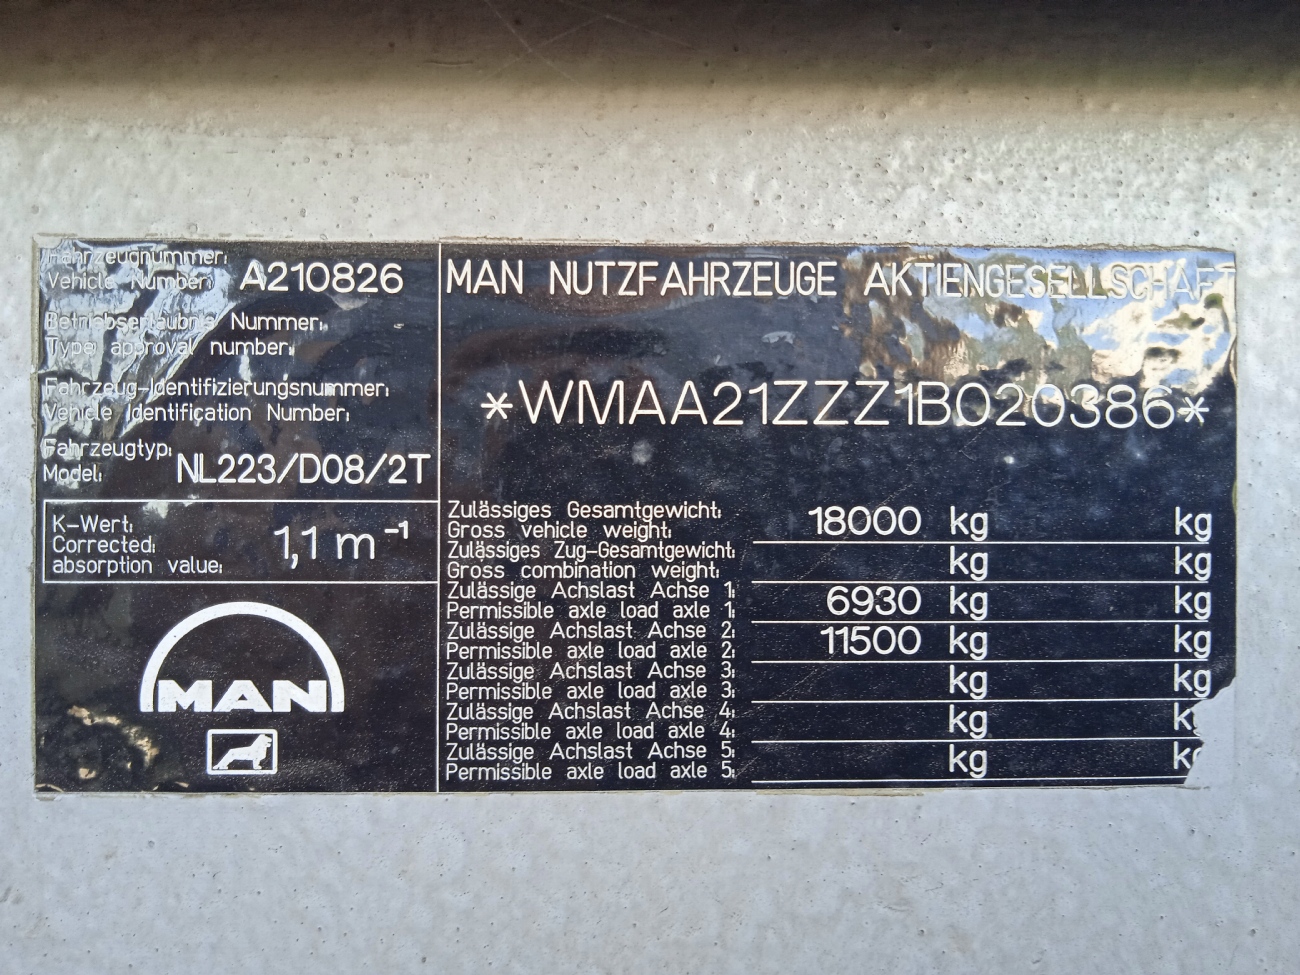 Fahrzeugnummer:
Vehicle Number: A210826
Betriebserlaubnis Nummer:
Type approval number:
Fahrzeug-Identifizierungsnummer:
Vehicle Identification Number:
Fahrzeugtyp:
Model: NL223/D08/2T
K-Wert:
Corrected:
absorption value: 1,1 m⁻¹
MAN
MAN NUTZFAHRZEUGE AKTIENGESELLSCHAFT
*WMAA21ZZZ1B020386*
Zulässiges Gesamtgewicht:
Gross vehicle weight: 18000 kg kg
Zulässiges Zug-Gesamtgewicht:
Gross combination weight: kg kg
Zulässige Achslast Achse 1:
Permissible axle load axle 1: 6930 kg kg
Zulässige Achslast Achse 2:
Permissible axle load axle 2: 11500 kg kg
Zulässige Achslast Achse 3:
Permissible axle load axle 3: kg kg
Zulässige Achslast Achse 4:
Permissible axle load axle 4: kg kg
Zulässige Achslast Achse 5:
Permissible axle load axle 5: kg kg